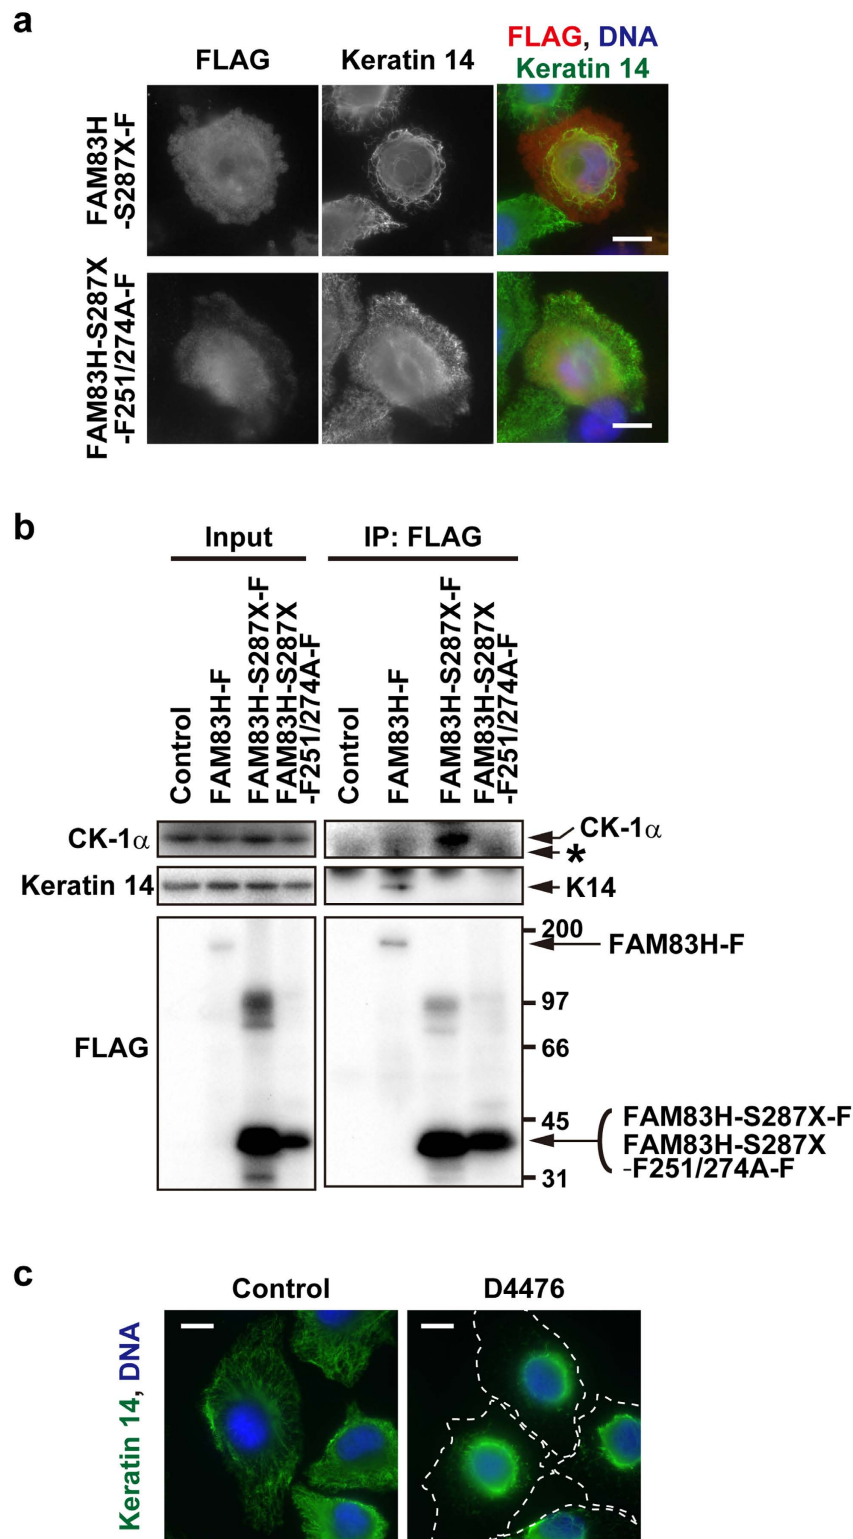 a
FLAG
Keratin 14
FLAG, DNA
Keratin 14
FAM83H
-S287X-F
FAM83H-S287X
-F251/274A-F
b
Input
IP: FLAG
Control
FAM83H-F
FAM83H-S287X-F
FAM83H-S287X
-F251/274A-F
Control
FAM83H-F
FAM83H-S287X-F
FAM83H-S287X
-F251/274A-F
CK-1α
CK-1α
*
Keratin 14
K14
FLAG
200
FAM83H-F
97
66
45
31
FAM83H-S287X-F
FAM83H-S287X
-F251/274A-F
c
Control
D4476
Keratin 14, DNA